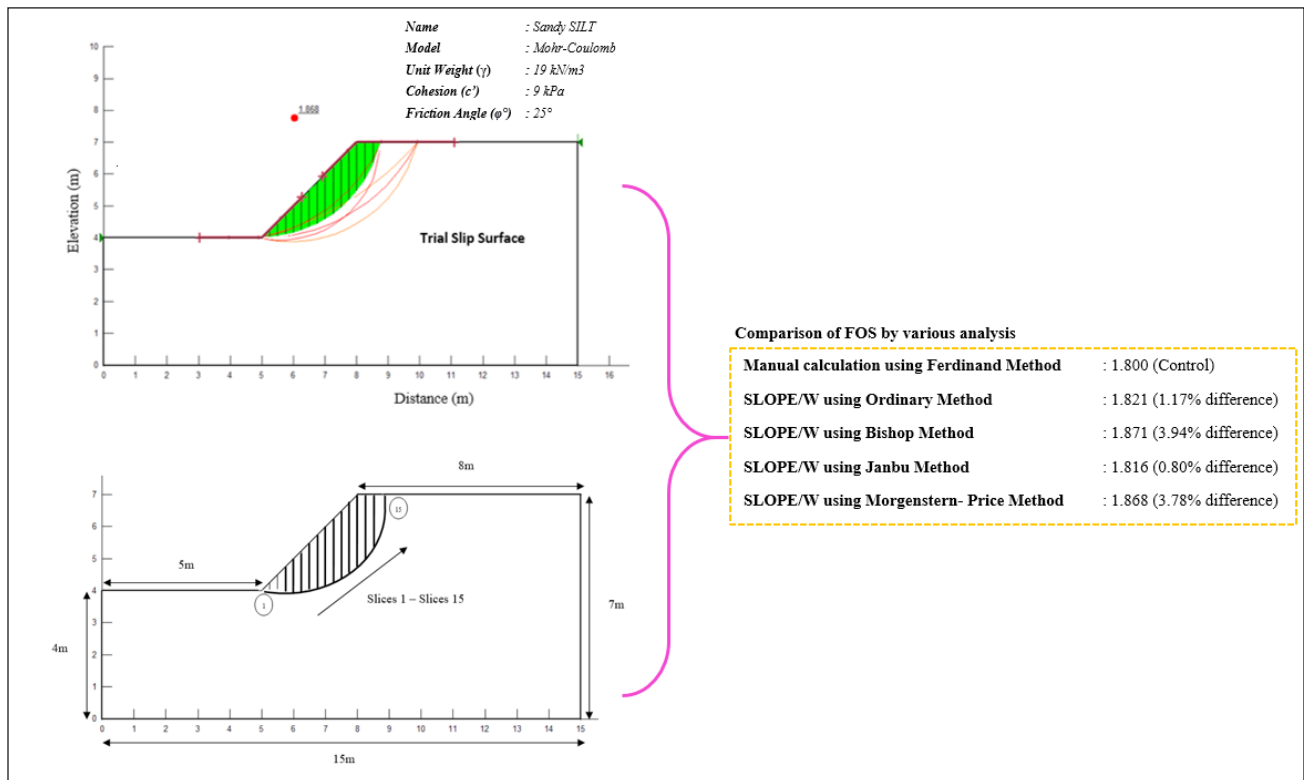 Name : Sandy SILT
Model : Mohr-Coulomb
Unit Weight (γ) : 19 kN/m3
Cohesion (c') : 9 kPa
Friction Angle (φ°) : 25°
10
9
8
7
6
5
4
3
2
1
0
Elevation (m)
1.868
Trial Slip Surface
0 1 2 3 4 5 6 7 8 9 10 11 12 13 14 15 16
Distance (m)
Comparison of FOS by various analysis
Manual calculation using Ferdinand Method : 1.800 (Control)
SLOPE/W using Ordinary Method : 1.821 (1.17% difference)
SLOPE/W using Bishop Method : 1.871 (3.94% difference)
SLOPE/W using Janbu Method : 1.816 (0.80% difference)
SLOPE/W using Morgenstern- Price Method : 1.868 (3.78% difference)
8m
7
6
5
4
3
2
1
0
15
5m
1
Slices 1 – Slices 15
7m
4m
0 1 2 3 4 5 6 7 8 9 10 11 12 13 14 15
15m